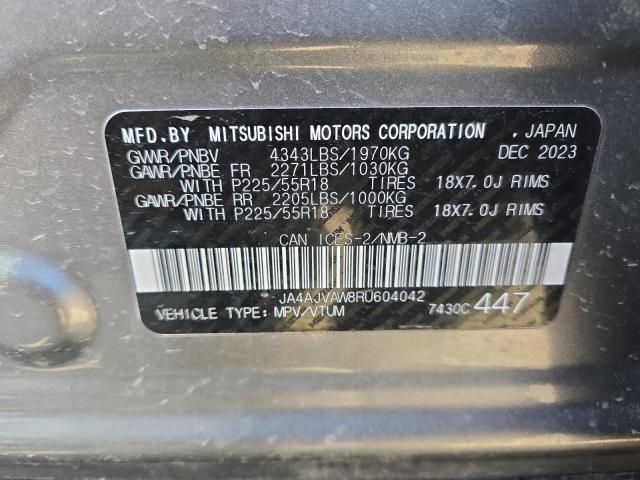 MFD.BY MITSUBISHI MOTORS CORPORATION , JAPAN
GVWR/PNBV 4343LBS/1970KG DEC 2023
GAWR/PNBE FR 2271LBS/1030KG
WITH P225/55R18 TIRES 18X7.0J RIMS
GAWR/PNBE RR 2205LBS/1000KG
WITH P225/55R18 TIRES 18X7.0J RIMS
CAN ICES-2/NMB-2
JA4AJVAW8RU604042
VEHICLE TYPE: MPV/VTUM 7430C 447